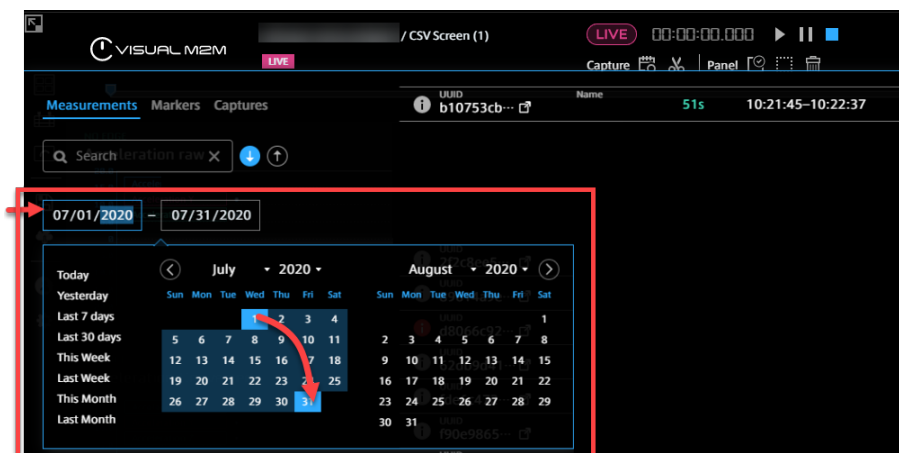 VISUAL M2M
/ CSV Screen (1)
LIVE
LIVE 00:00:00.000
Capture Panel
Measurements Markers Captures
UUID
b10753cb···
Name
51s 10:21:45–10:22:37
Search
07/01/2020 – 07/31/2020
Today
Yesterday
Last 7 days
Last 30 days
This Week
Last Week
This Month
Last Month
July 2020
Sun Mon Tue Wed Thu Fri Sat
1 2 3 4
5 6 7 8 9 10 11
12 13 14 15 16 17 18
19 20 21 22 23 24 25
26 27 28 29 30 31
August 2020
Sun Mon Tue Wed Thu Fri Sat
1
2 3 4 5 6 7 8
9 10 11 12 13 14 15
16 17 18 19 20 21 22
23 24 25 26 27 28 29
30 31
UUID
f90e9865···